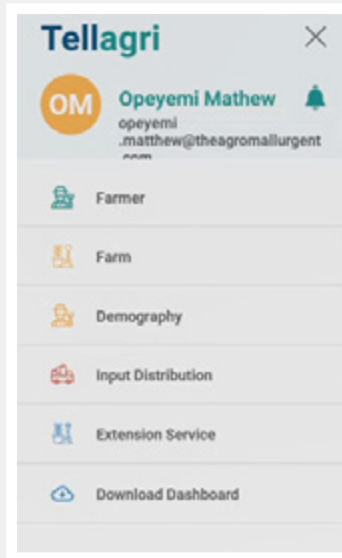 Tellagri
OM
Opeyemi Mathew
opeyemi
.matthew@theagromallurgent
.com
Farmer
Farm
Demography
Input Distribution
Extension Service
Download Dashboard